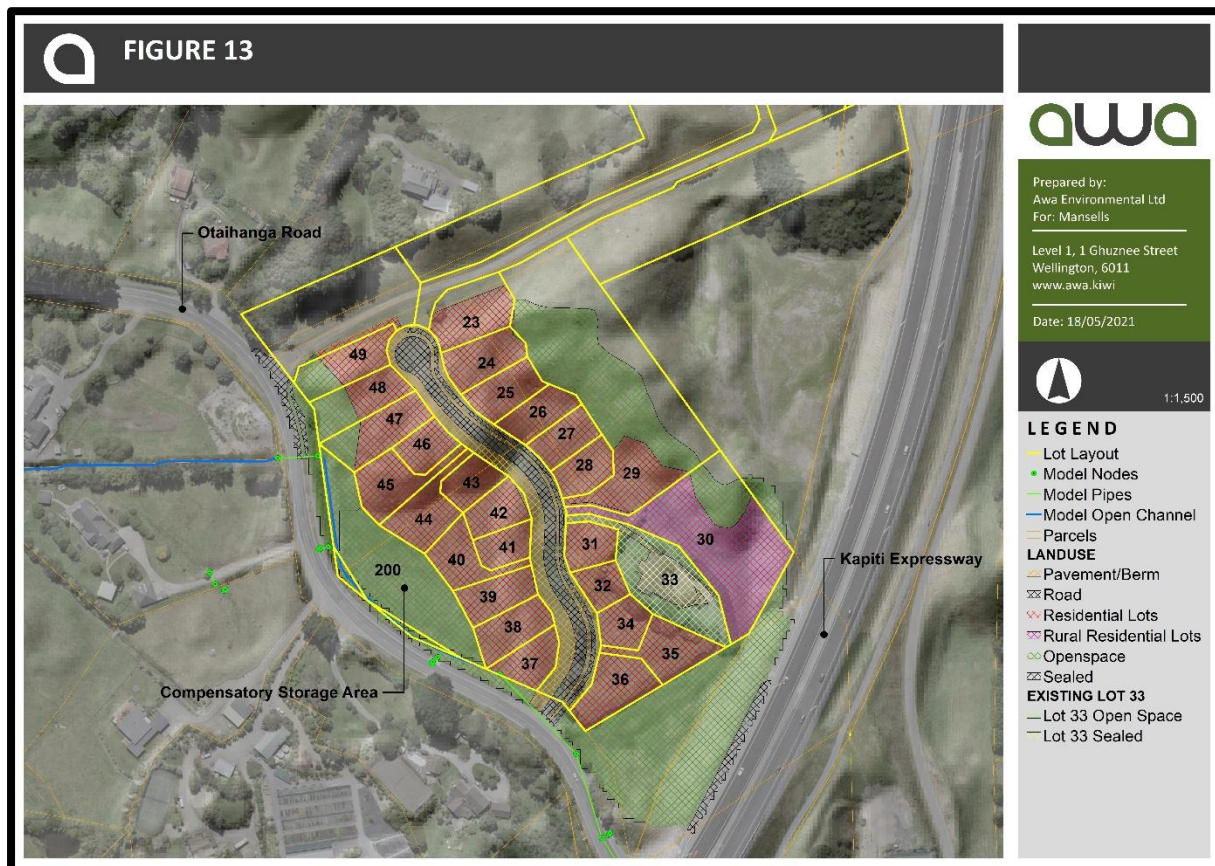 FIGURE 13
Otaihanga Road
49
23
48
24
47
25
46
26
27
45
43
28
29
44
42
40
41
31
30
200
33
32
39
34
38
35
37
36
Kapiti Expressway
Compensatory Storage Area
awa
Prepared by:
Awa Environmental Ltd
For: Mansells
Level 1, 1 Ghuznee Street
Wellington, 6011
www.awa.kiwi
Date: 18/05/2021
1:1,500
LEGEND
Lot Layout
Model Nodes
Model Pipes
Model Open Channel
Parcels
LANDUSE
Pavement/Berm
Road
Residential Lots
Rural Residential Lots
Openspace
Sealed
EXISTING LOT 33
Lot 33 Open Space
Lot 33 Sealed